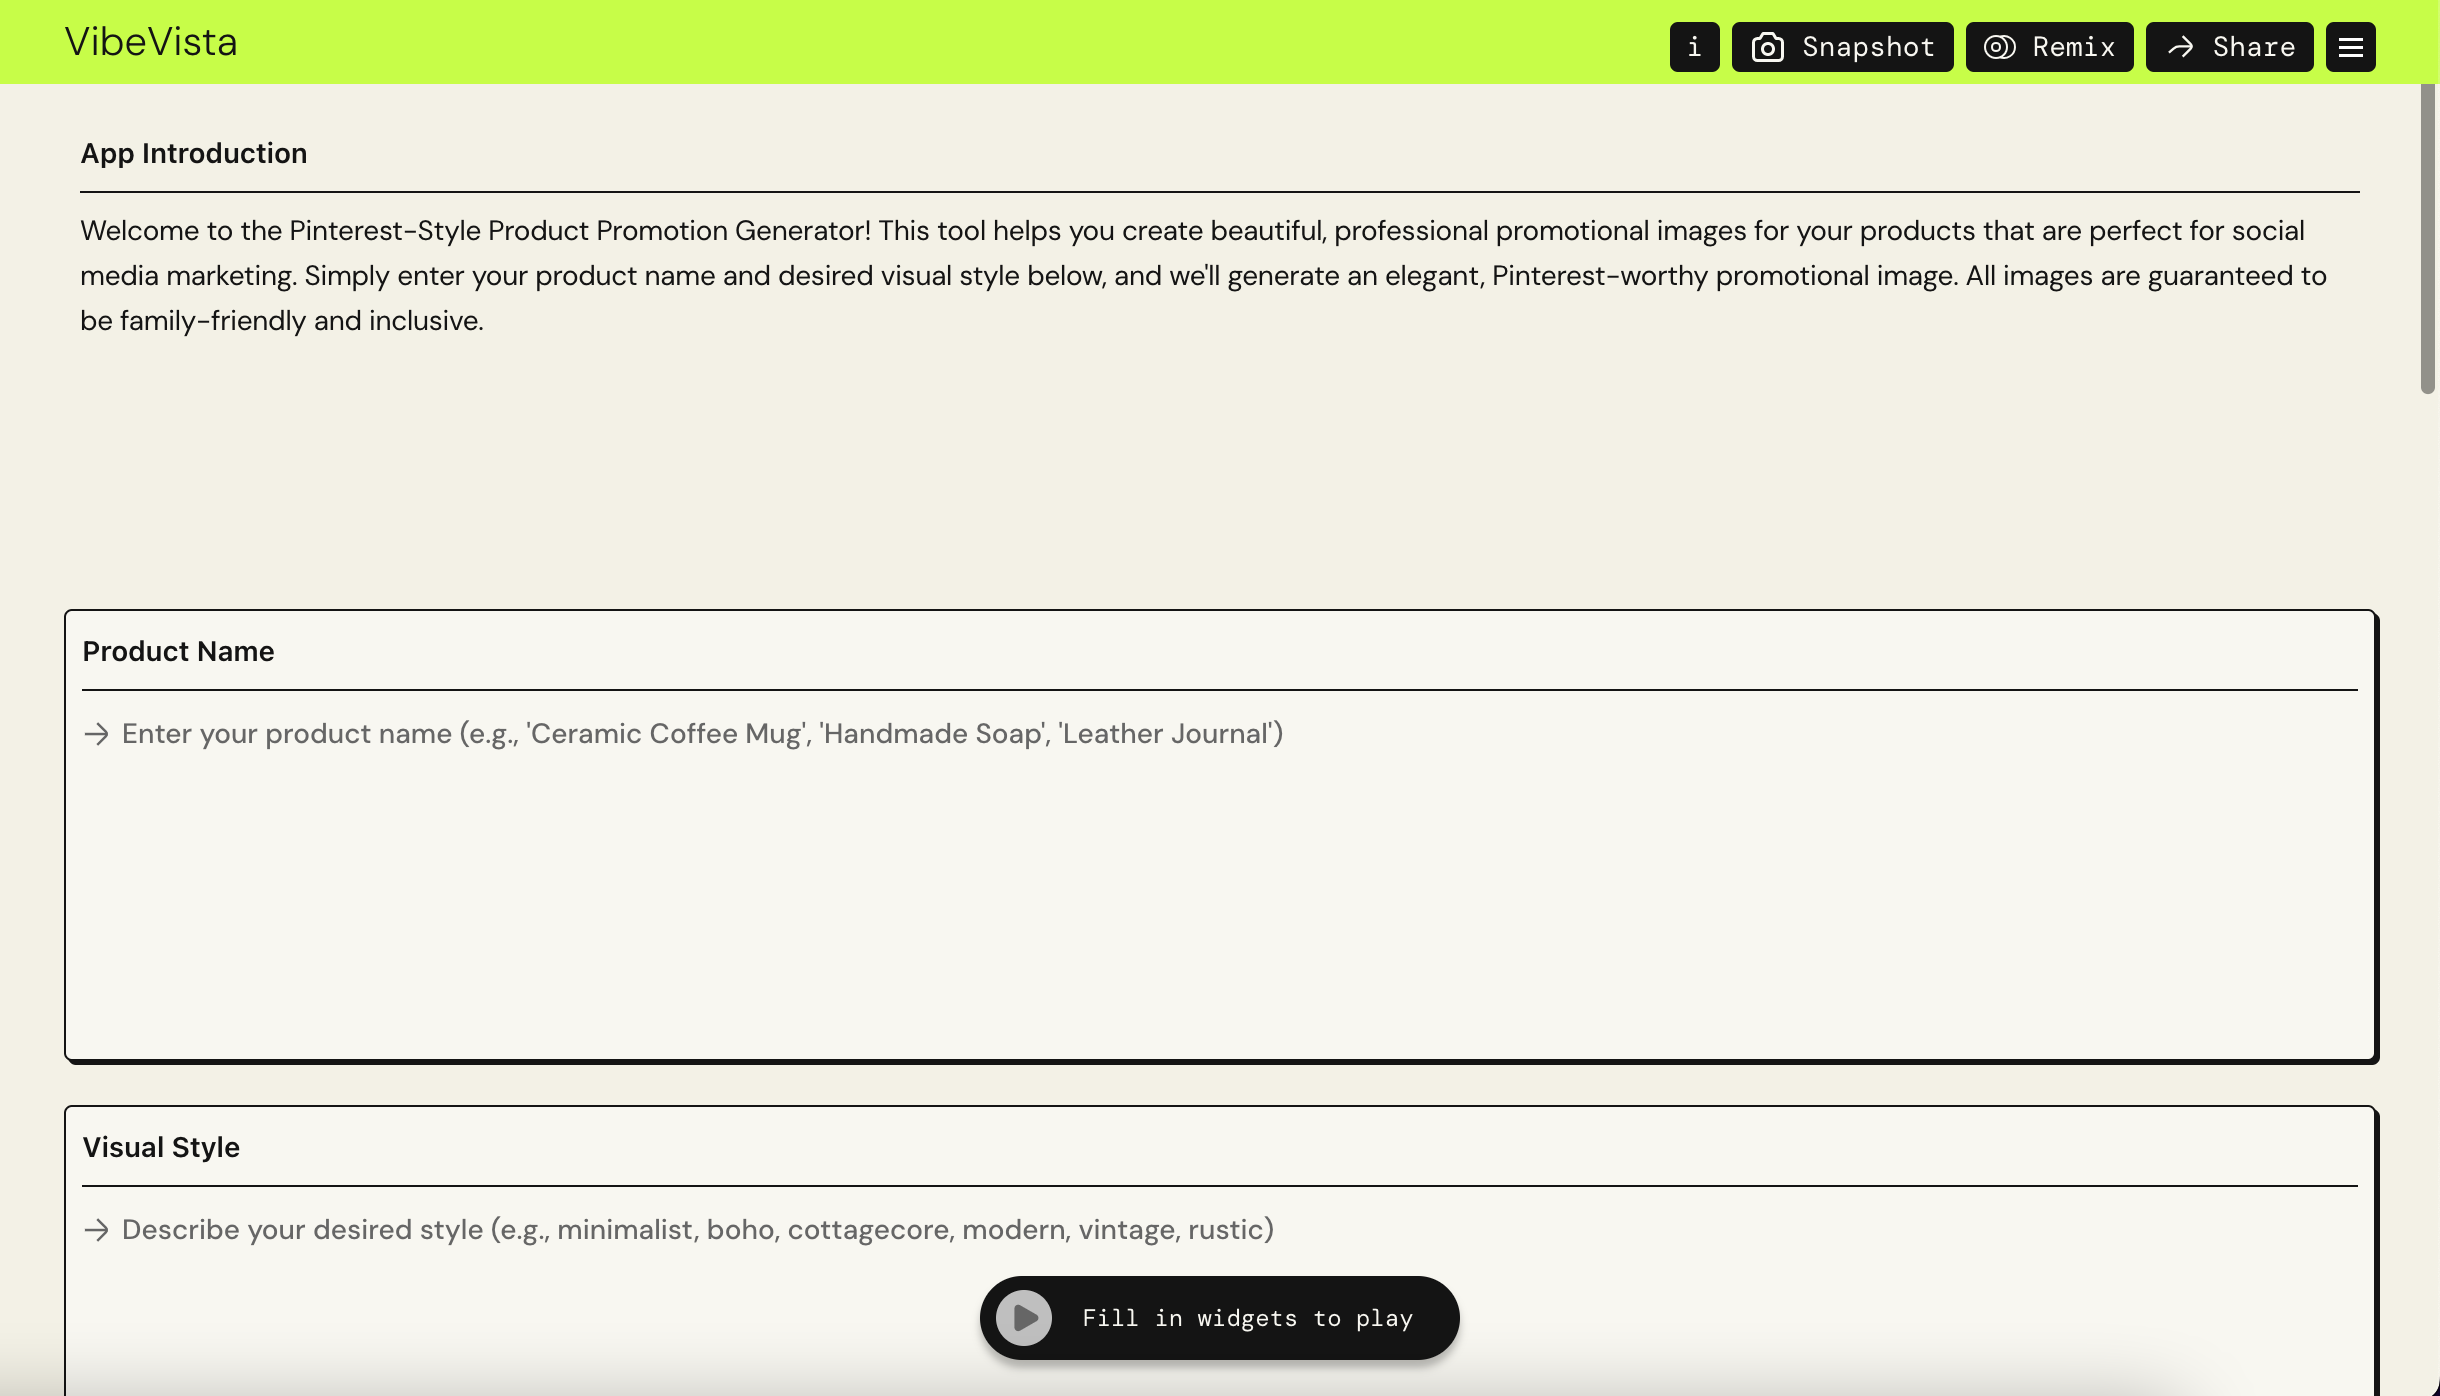 VibeVista
i
Snapshot
Remix
Share
App Introduction
Welcome to the Pinterest-Style Product Promotion Generator! This tool helps you create beautiful, professional promotional images for your products that are perfect for social
media marketing. Simply enter your product name and desired visual style below, and we'll generate an elegant, Pinterest-worthy promotional image. All images are guaranteed to
be family-friendly and inclusive.
Product Name
Enter your product name (e.g., 'Ceramic Coffee Mug', 'Handmade Soap', 'Leather Journal')
Visual Style
Describe your desired style (e.g., minimalist, boho, cottagecore, modern, vintage, rustic)
Fill in widgets to play